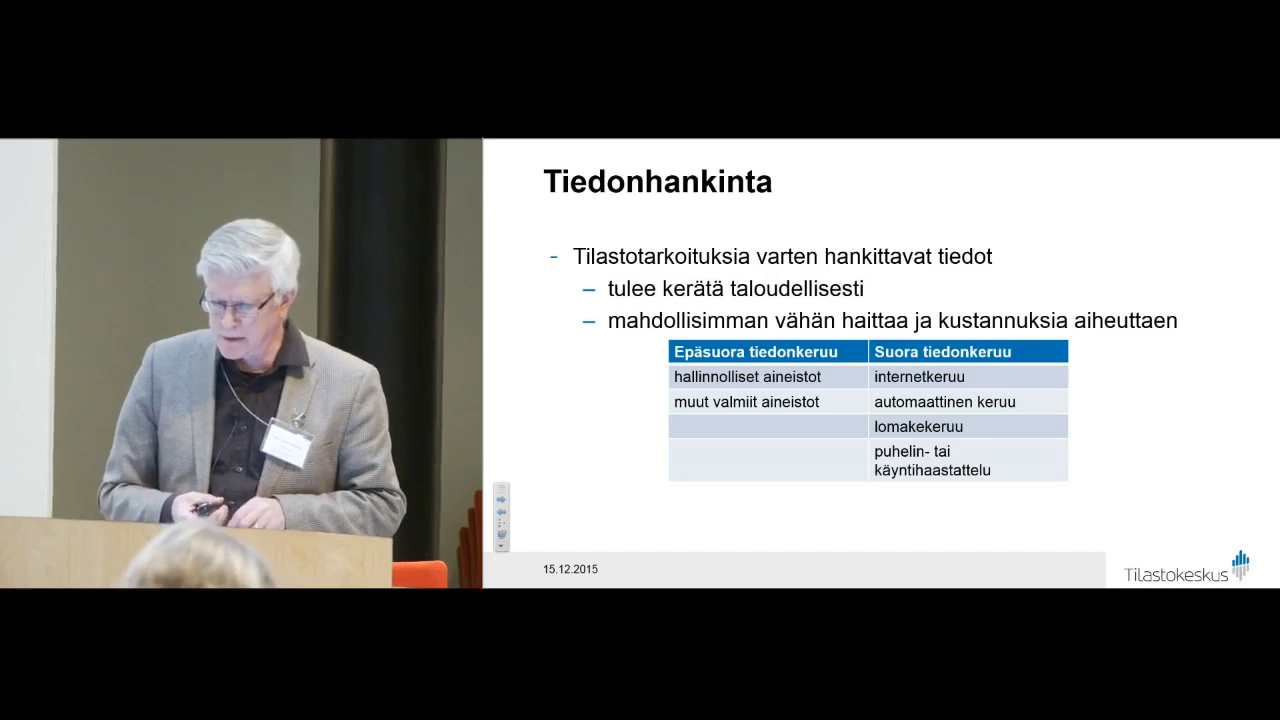 Tiedonhankinta
- Tilastotarkoituksia varten hankittavat tiedot
– tulee kerätä taloudellisesti
– mahdollisimman vähän haittaa ja kustannuksia aiheuttaen
Epäsuora tiedonkeruu Suora tiedonkeruu
hallinnolliset aineistot internetkeruu
muut valmiit aineistot automaattinen keruu
lomakekeruu
puhelin- tai
käyntihaastattelu
15.12.2015
Tilastokeskus